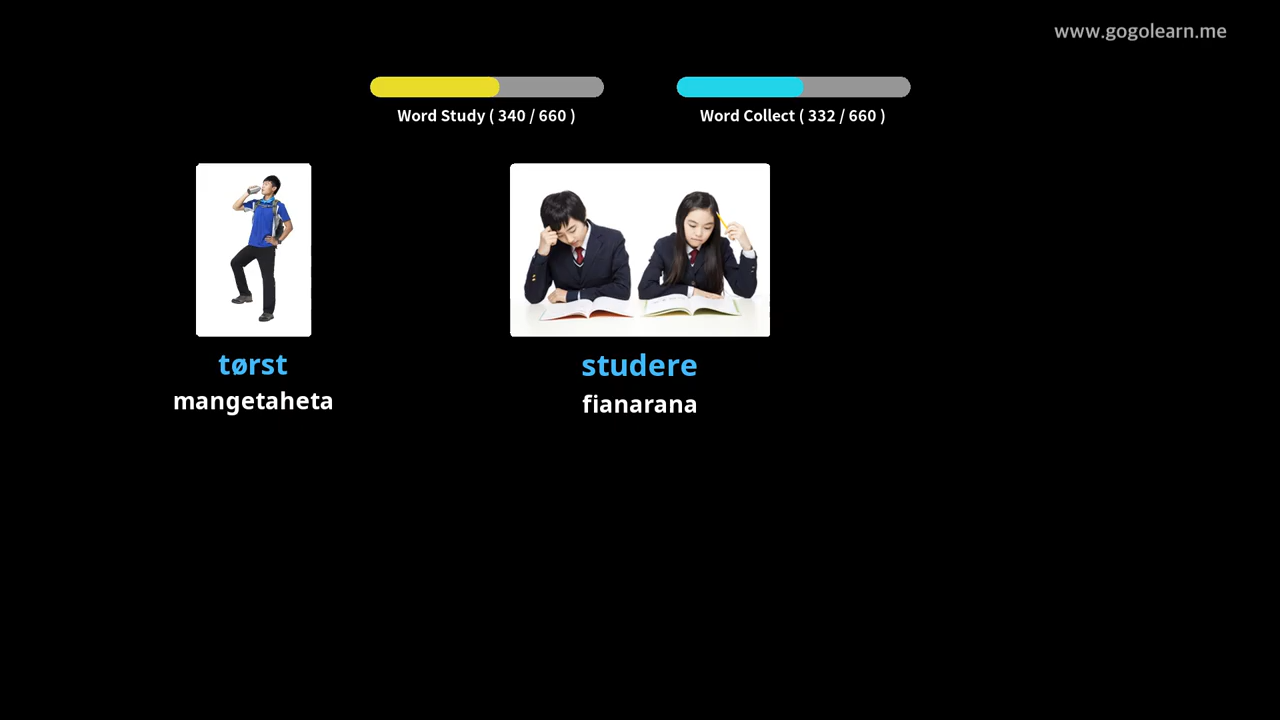 www.gogolearn.me
Word Study ( 340 / 660 )
Word Collect ( 332 / 660 )
tørst
mangetaheta
studere
fianarana